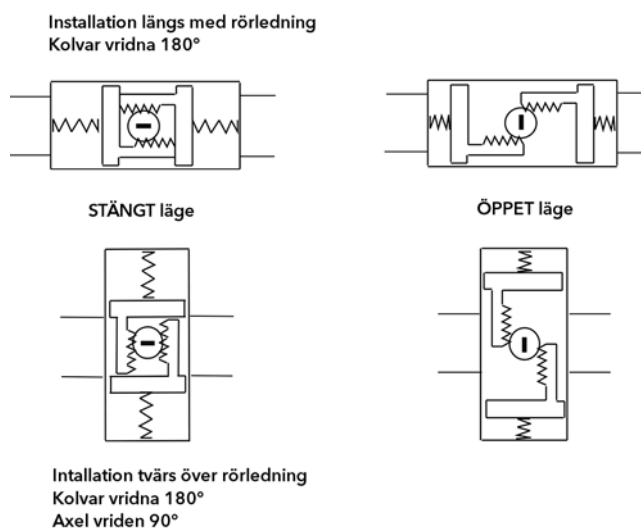 Installation längs med rörledning
Kolvar vridna 180°
STÄNGT läge
ÖPPET läge
Intallation tvärs över rörledning
Kolvar vridna 180°
Axel vriden 90°